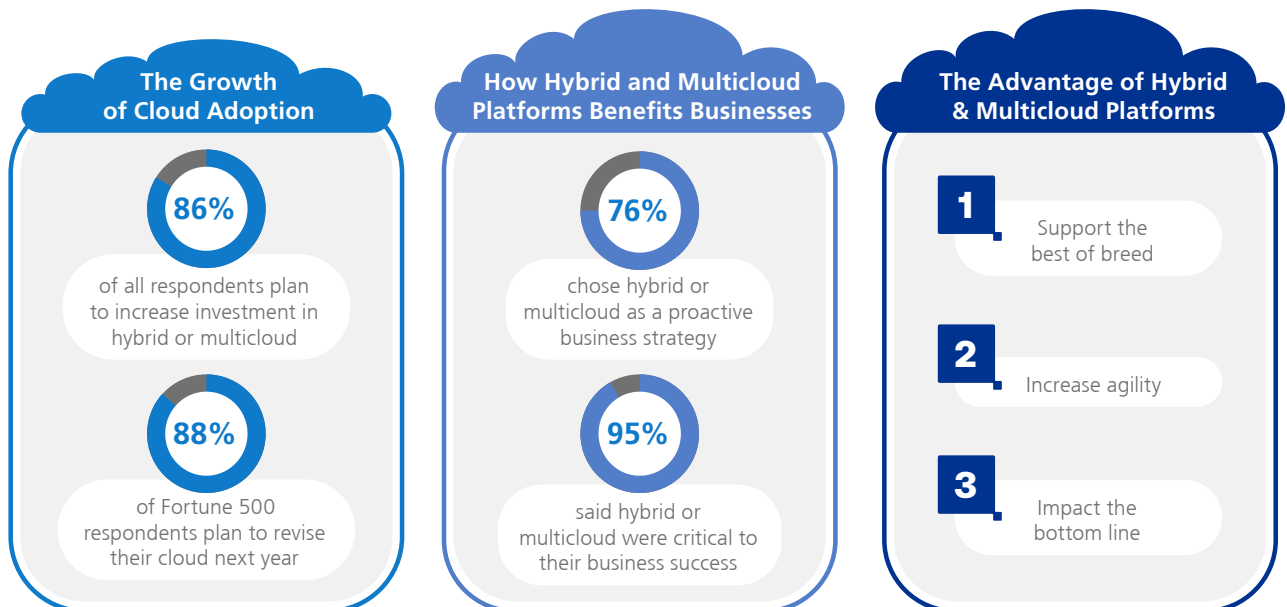 The Growth
of Cloud Adoption
86%
of all respondents plan
to increase investment in
hybrid or multicloud
88%
of Fortune 500
respondents plan to revise
their cloud next year
How Hybrid and Multicloud
Platforms Benefits Businesses
76%
chose hybrid or
multicloud as a proactive
business strategy
95%
said hybrid or
multicloud were critical to
their business success
The Advantage of Hybrid
& Multicloud Platforms
1
Support the
best of breed
2
Increase agility
3
Impact the
bottom line